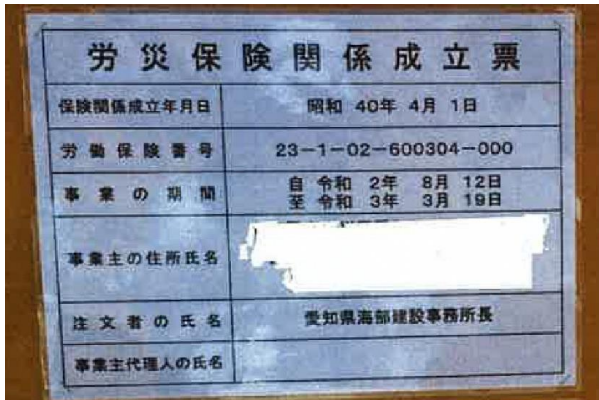 労災保険関係成立票
保険関係成立年月日 昭和 40年 4月 1日
労働保険番号 23-1-02-600304-000
事業の期間 自 令和 2年 8月 12日
至 令和 3年 3月 19日
事業主の住所氏名
注文者の氏名 愛知県海部建設事務所長
事業主代理人の氏名